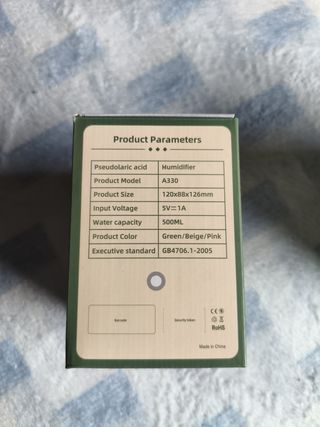 Product Parameters
Pseudolaric acid Humidifier
Product Model A330
Product Size 120x88x126mm
Input Voltage 5V⎓1A
Water capacity 500ML
Product Color Green/Beige/Pink
Executive standard GB4706.1-2005
Barcode Security token
CE
RoHS
Made in China